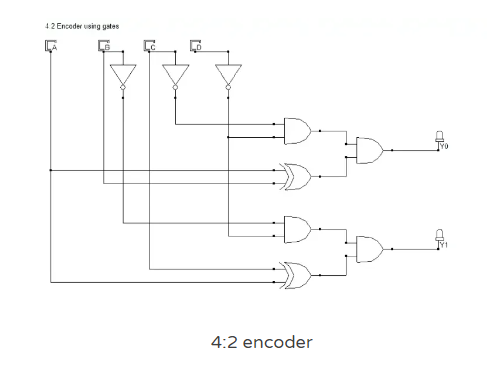 4:2 Encoder using gates
A B C D
Y0
Y1
4:2 encoder